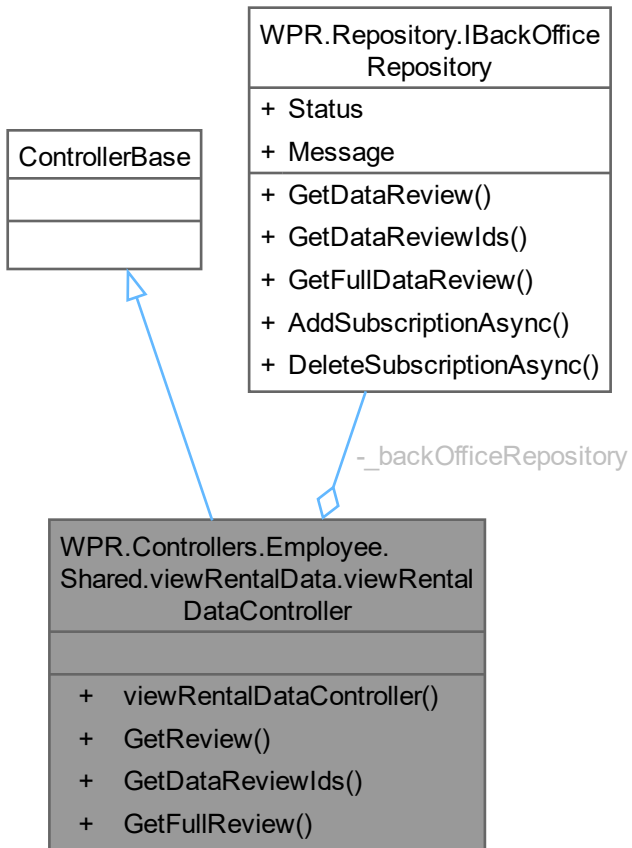 WPR.Repository.IBackOffice
Repository
+ Status
+ Message
+ GetDataReview()
+ GetDataReviewIds()
+ GetFullDataReview()
+ AddSubscriptionAsync()
+ DeleteSubscriptionAsync()
ControllerBase
-_backOfficeRepository
WPR.Controllers.Employee.
Shared.viewRentalData.viewRental
DataController
+ viewRentalDataController()
+ GetReview()
+ GetDataReviewIds()
+ GetFullReview()